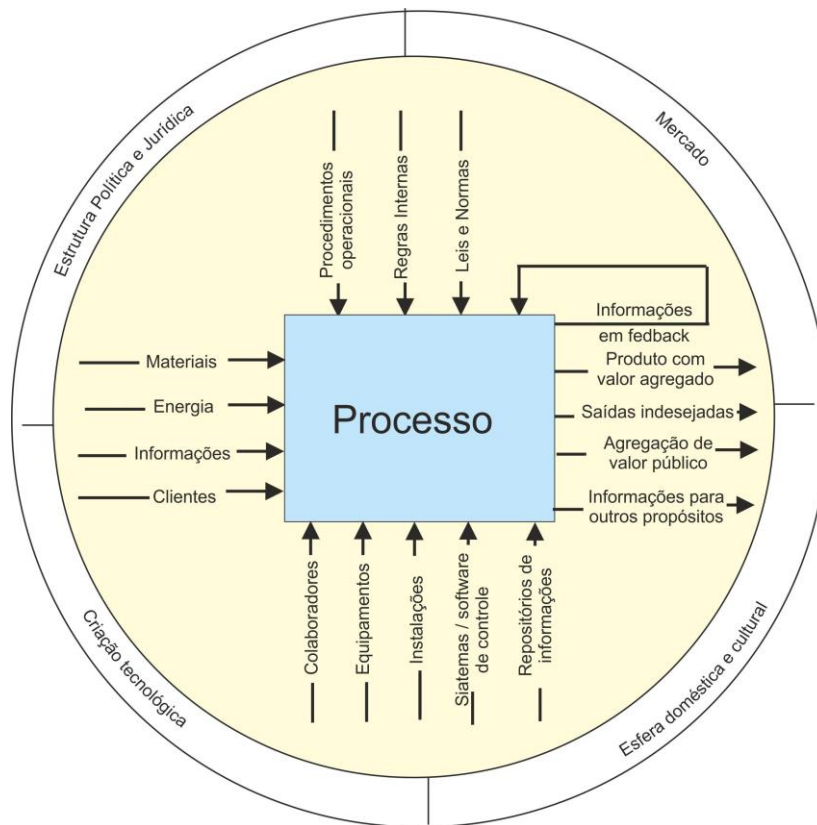 Estrutura Política e Jurídica
Mercado
Procedimentos
operacionais
Regras Internas
Leis e Normas
Informações
em fedback
Materiais
Energia
Informações
Clientes
Processo
Produto com
valor agregado
Saídas indesejadas
Agregação de
valor público
Informações para
outros propósitos
Colaboradores
Equipamentos
Instalações
Siatemas / software
de controle
Repositórios de
informações
Criação tecnológica
Esfera doméstica e cultural